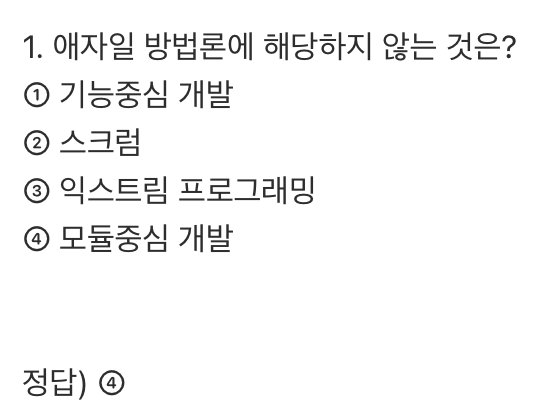 1. 애자일 방법론에 해당하지 않는 것은?
① 기능중심 개발
② 스크럼
③ 익스트림 프로그래밍
④ 모듈중심 개발
정답) ④